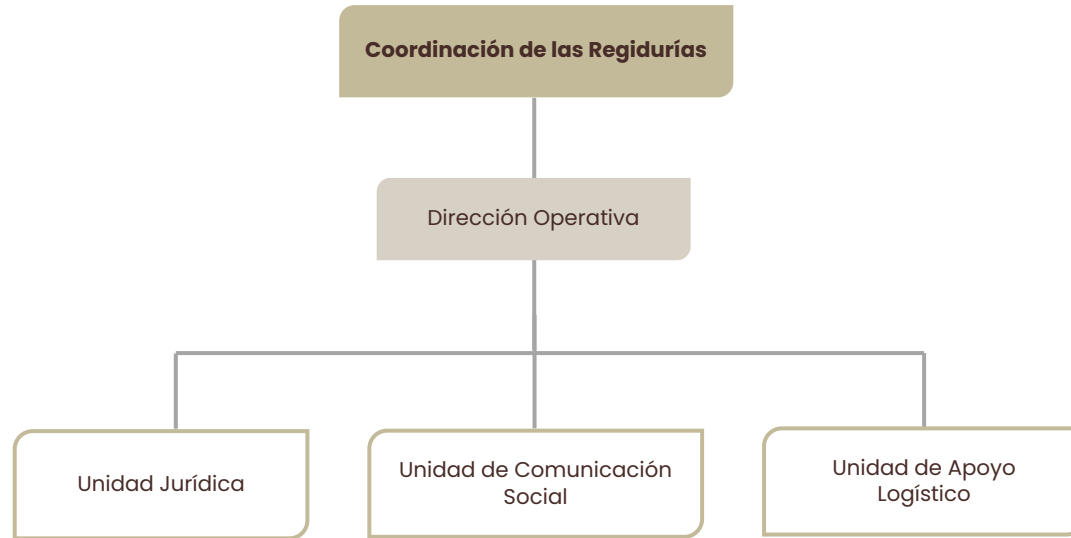 Coordinación de las Regidurías
Dirección Operativa
Unidad Jurídica
Unidad de Comunicación
Social
Unidad de Apoyo
Logístico